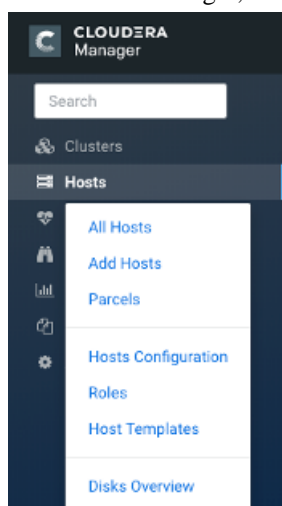 CLOUDERA
Manager
Search
Clusters
Hosts
All Hosts
Add Hosts
Parcels
Hosts Configuration
Roles
Host Templates
Disks Overview